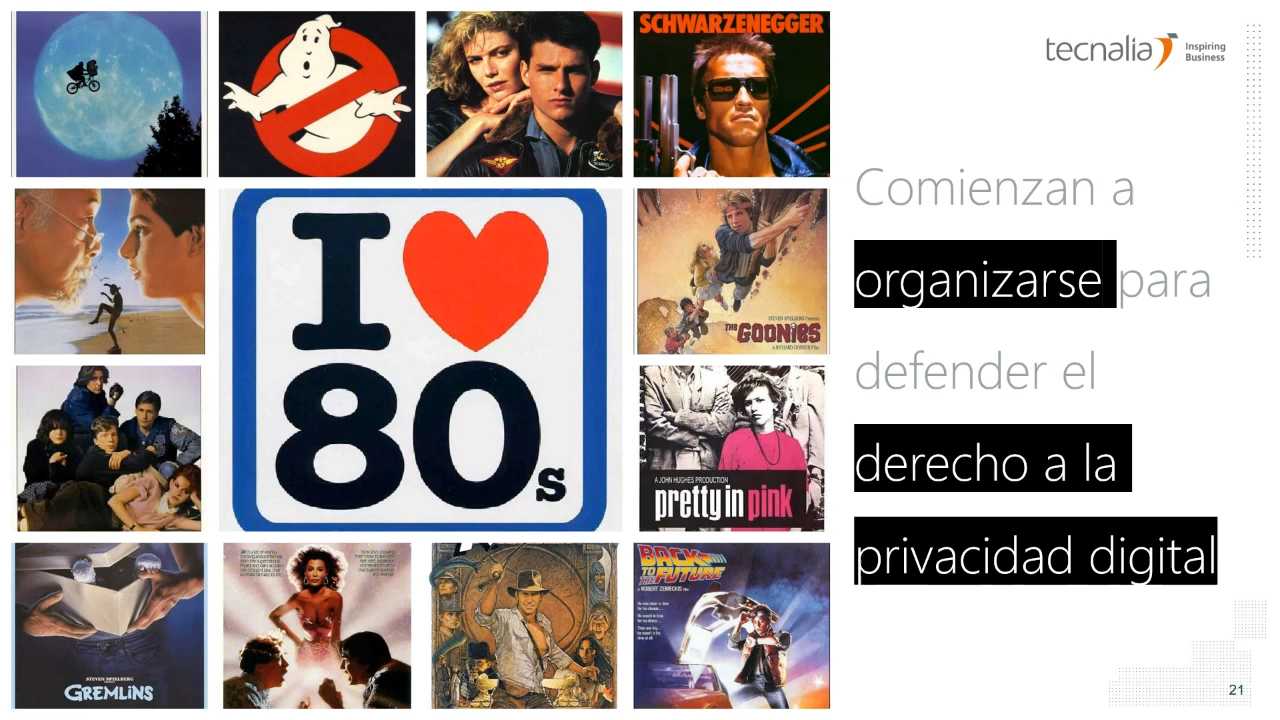 SCHWARZENEGGER
tecnalia
Inspiring
Business
Comienzan a
organizarse para
defender el
derecho a la
privacidad digital
I
80s
STEVEN SPIELBERG Presents
THE GOONIES
A RICHARD DONNER Film
A JOHN HUGHES PRODUCTION
pretty in pink
STEVEN SPIELBERG
GREMLINS
BACK
TO THE
FUTURE
A ROBERT ZEMECKIS Film
21